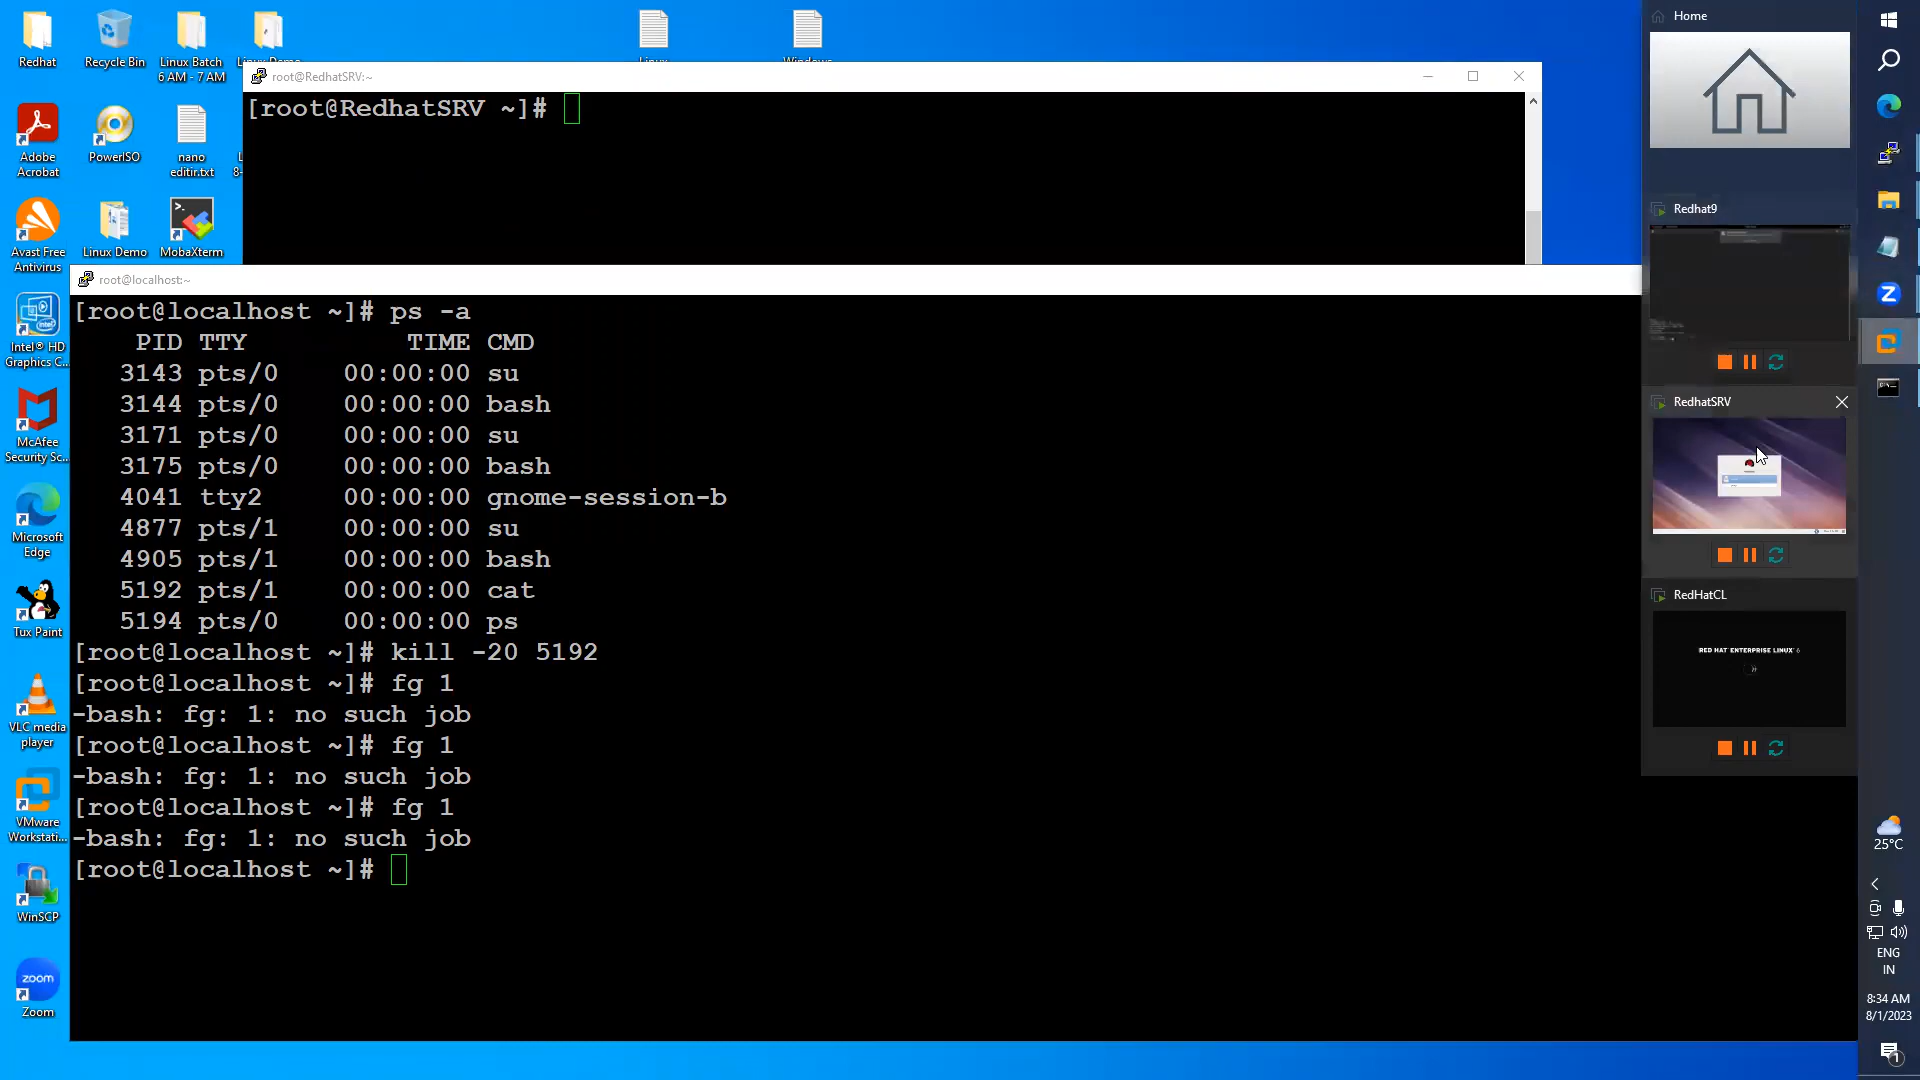 Redhat
Recycle Bin
Linux Batch
6 AM - 7 AM
Adobe
Acrobat
PowerISO
nano
editir.txt
Avast Free
Antivirus
Linux Demo
MobaXterm
Intel® HD
Graphics C...
McAfee
Security Sc...
Microsoft
Edge
Tux Paint
VLC media
player
VMware
Workstati...
WinSCP
zoom
Zoom
root@RedhatSRV:~
[root@RedhatSRV ~]#
root@localhost:~
[root@localhost ~]# ps -a
PID TTY TIME CMD
3143 pts/0 00:00:00 su
3144 pts/0 00:00:00 bash
3171 pts/0 00:00:00 su
3175 pts/0 00:00:00 bash
4041 tty2 00:00:00 gnome-session-b
4877 pts/1 00:00:00 su
4905 pts/1 00:00:00 bash
5192 pts/1 00:00:00 cat
5194 pts/0 00:00:00 ps
[root@localhost ~]# kill -20 5192
[root@localhost ~]# fg 1
-bash: fg: 1: no such job
[root@localhost ~]# fg 1
-bash: fg: 1: no such job
[root@localhost ~]# fg 1
-bash: fg: 1: no such job
[root@localhost ~]#
Home
Redhat9
RedhatSRV
RedHatCL
RED HAT ENTERPRISE LINUX 6
25°C
ENG
IN
8:34 AM
8/1/2023
1